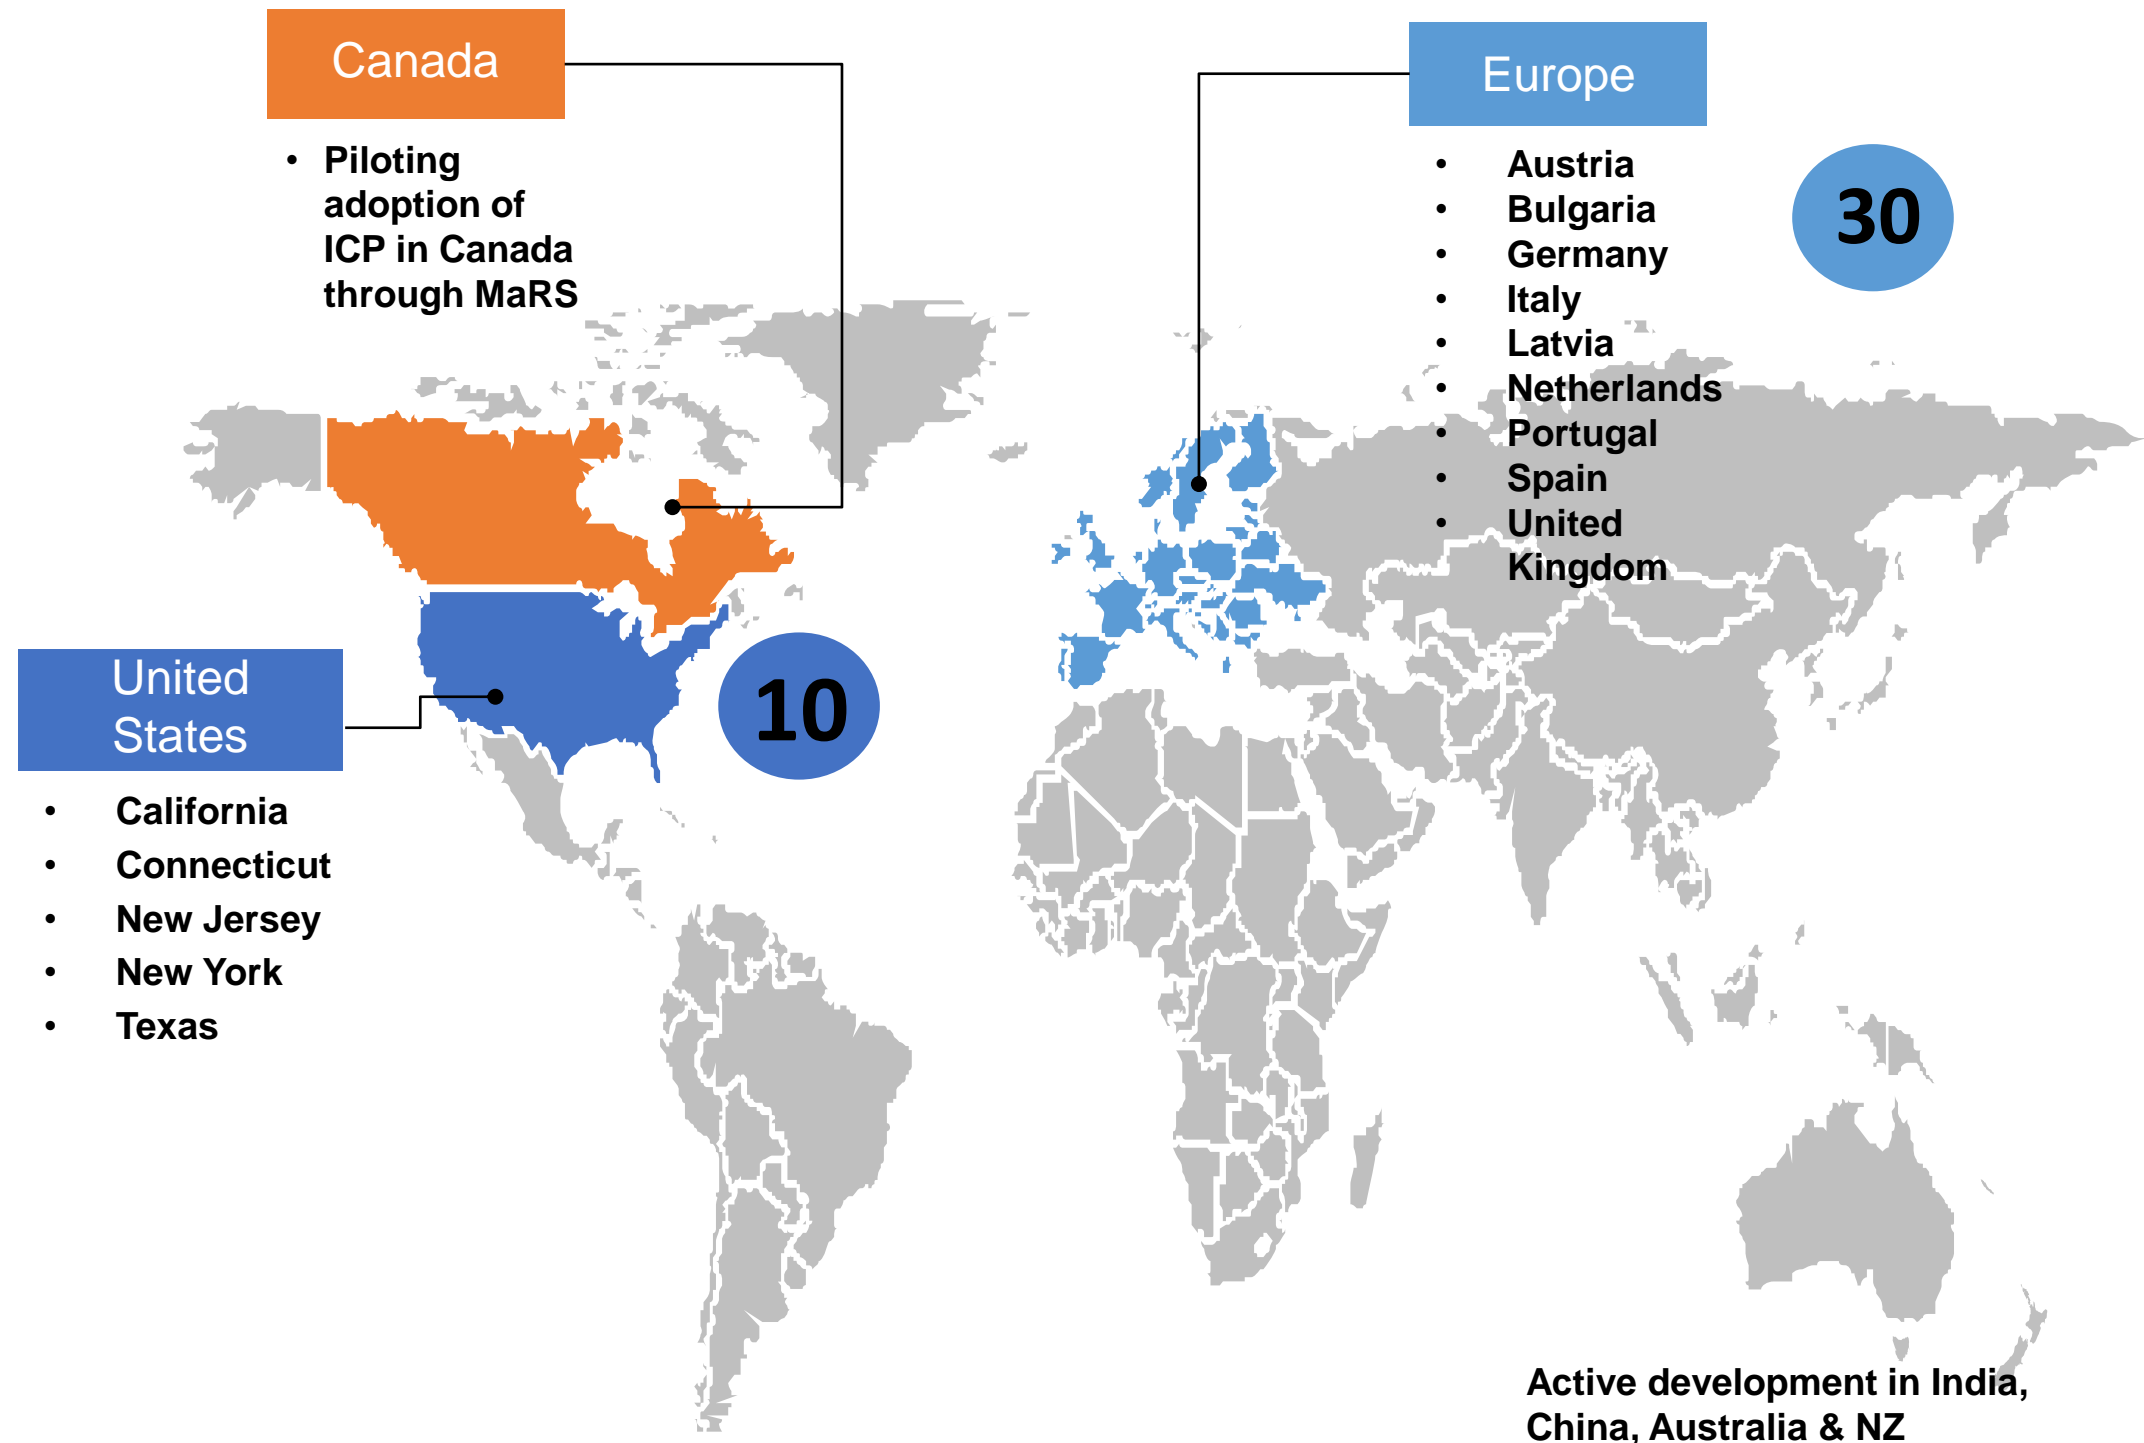 Canada
• Piloting
adoption of
ICP in Canada
through MaRS
Europe
• Austria
• Bulgaria
• Germany
• Italy
• Latvia
• Netherlands
• Portugal
• Spain
• United
Kingdom
30
United
States
10
• California
• Connecticut
• New Jersey
• New York
• Texas
Active development in India,
China, Australia & NZ